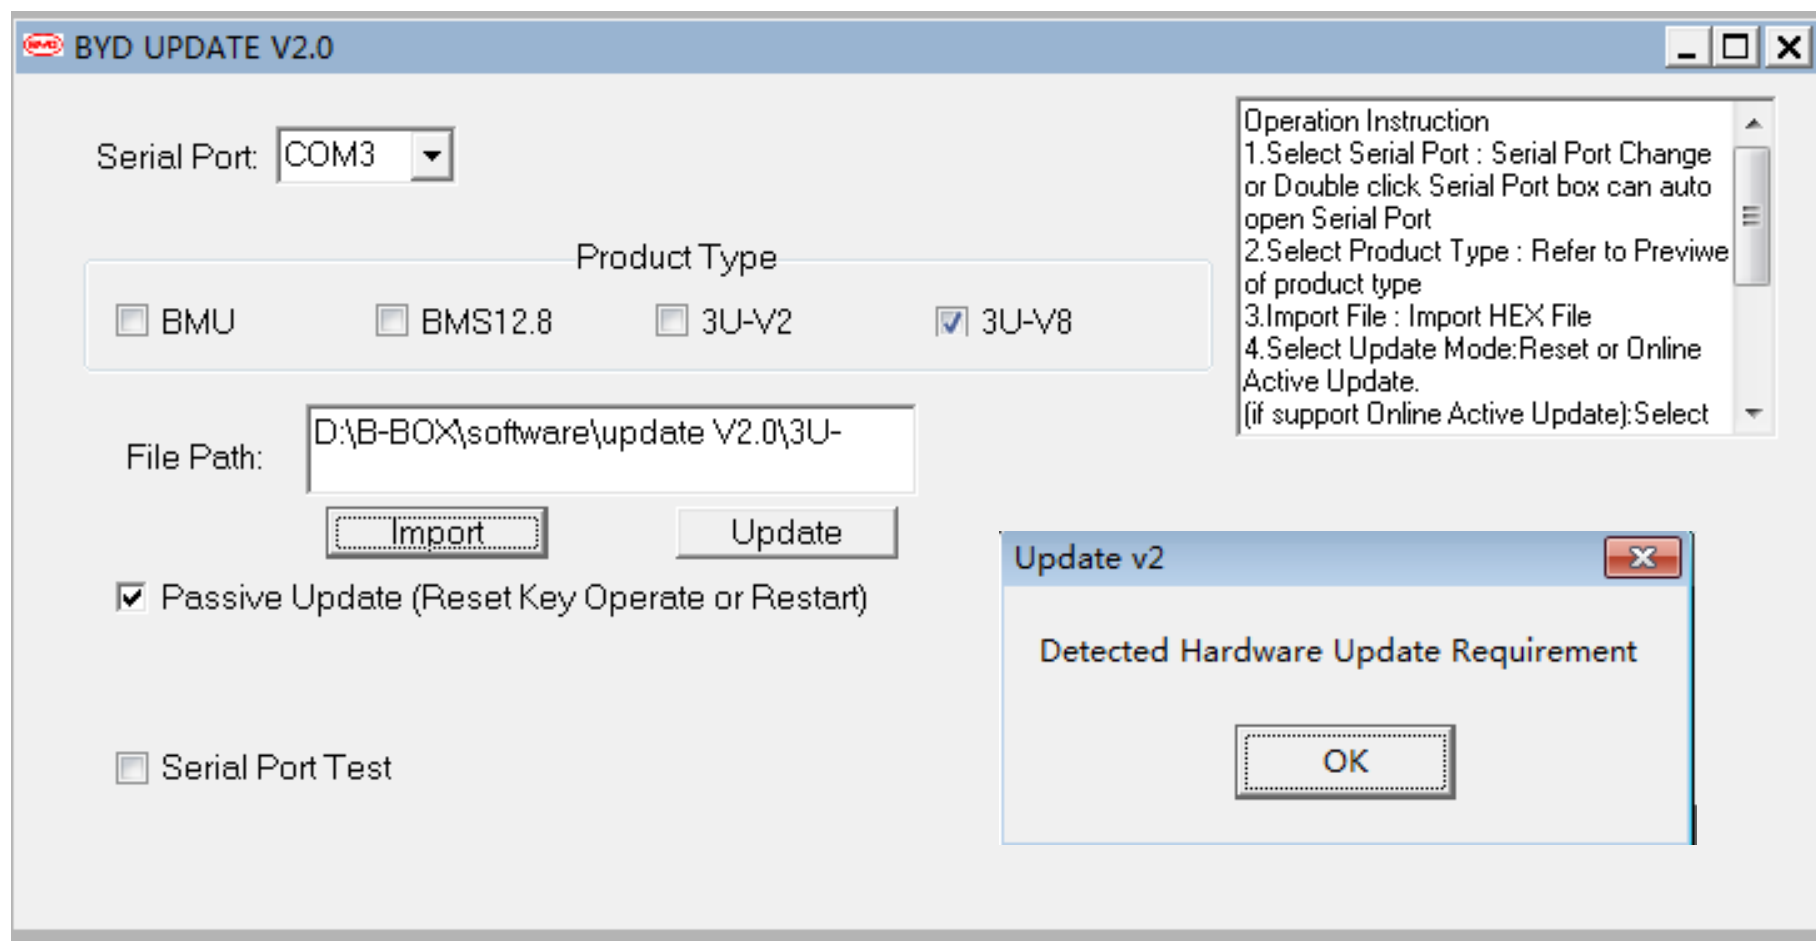 BYD UPDATE V2.0
Serial Port: COM3
Product Type
BMU BMS12.8 3U-V2 3U-V8
File Path: D:\B-BOX\software\update V2.0\3U-
Import Update
Passive Update (Reset Key Operate or Restart)
Serial Port Test
Operation Instruction
1.Select Serial Port : Serial Port Change
or Double click Serial Port box can auto
open Serial Port
2.Select Product Type : Refer to Previwe
of product type
3.Import File : Import HEX File
4.Select Update Mode:Reset or Online
Active Update.
(if support Online Active Update):Select
Update v2
Detected Hardware Update Requirement
OK